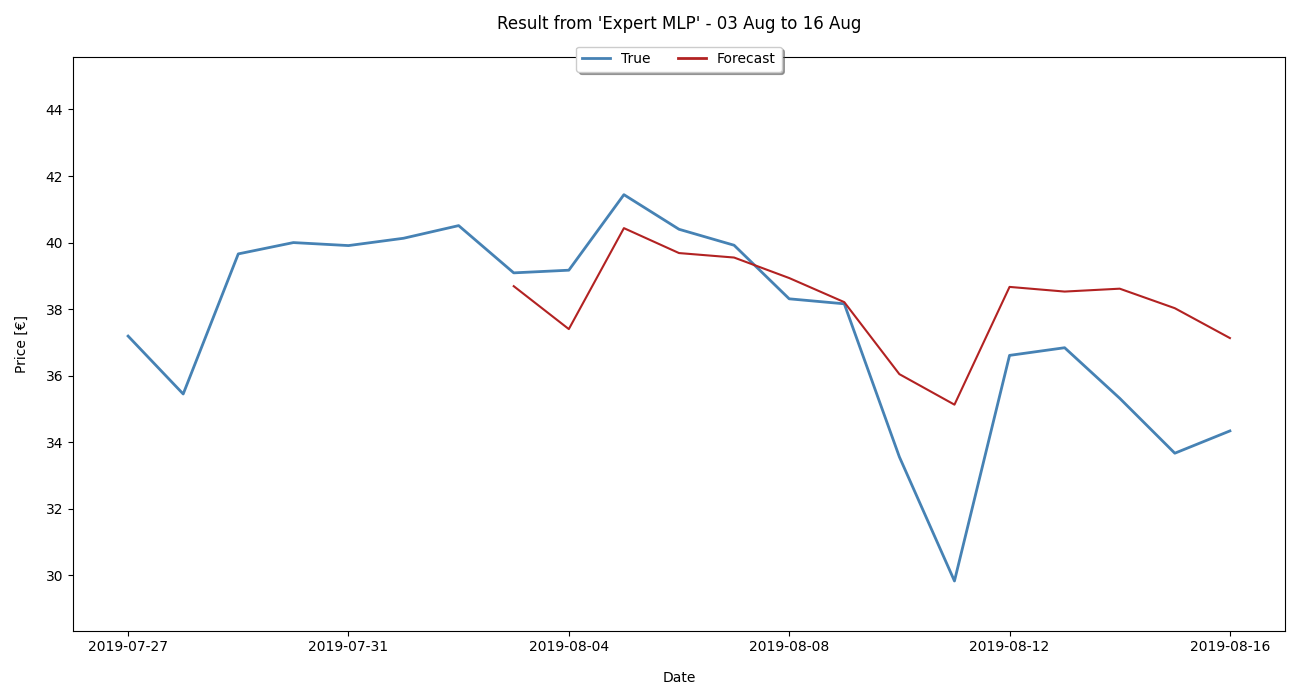 Result from 'Expert MLP' - 03 Aug to 16 Aug
True Forecast
44
42
40
38
36
34
32
30
Price [€]
2019-07-27 2019-07-31 2019-08-04 2019-08-08 2019-08-12 2019-08-16
Date